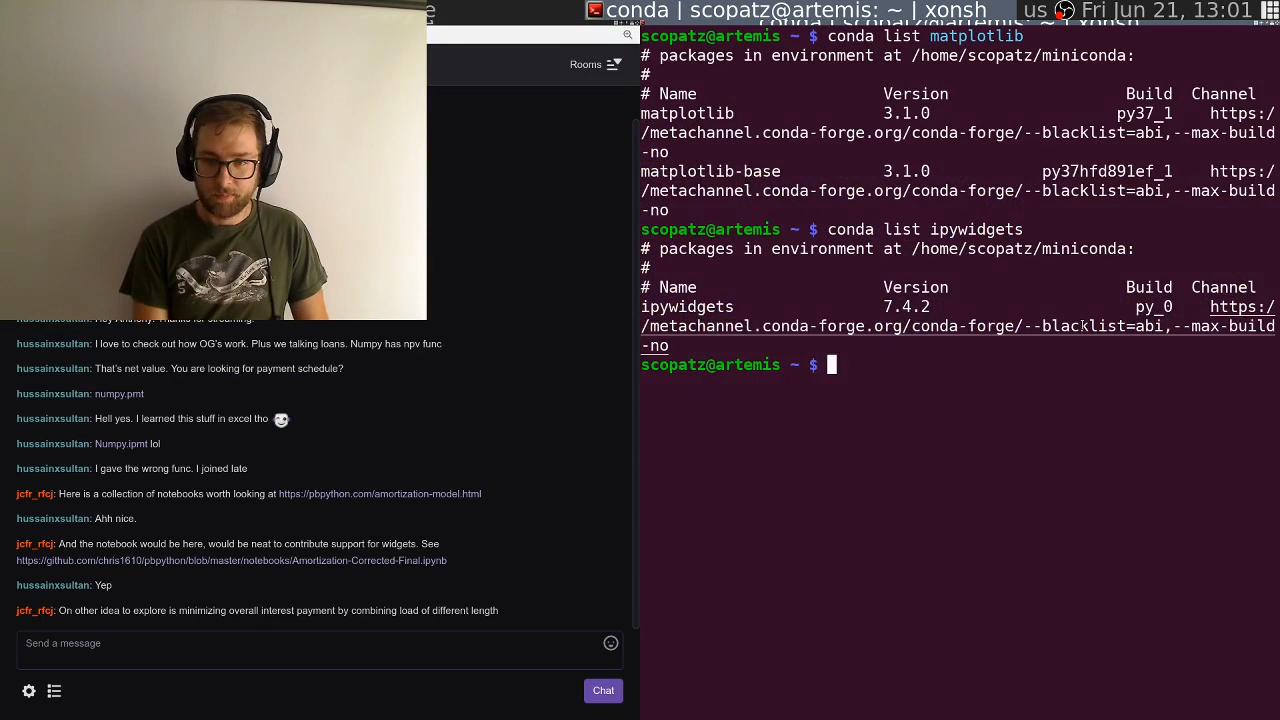 conda | scopatz@artemis: ~ | xonsh
us
Fri Jun 21, 13:01
Rooms
hussainxsultan: I love to check out how OG's work. Plus we talking loans. Numpy has npv func
hussainxsultan: That's net value. You are looking for payment schedule?
hussainxsultan: numpy.pmt
hussainxsultan: Hell yes. I learned this stuff in excel tho
hussainxsultan: Numpy.ipmt lol
hussainxsultan: I gave the wrong func. I joined late
jcfr_rfcj: Here is a collection of notebooks worth looking at https://pbpython.com/amortization-model.html
hussainxsultan: Ahh nice.
jcfr_rfcj: And the notebook would be here, would be neat to contribute support for widgets. See
https://github.com/chris1610/pbpython/blob/master/notebooks/Amortization-Corrected-Final.ipynb
hussainxsultan: Yep
jcfr_rfcj: On other idea to explore is minimizing overall interest payment by combining load of different length
Send a message
Chat
scopatz@artemis ~ $ conda list matplotlib
# packages in environment at /home/scopatz/miniconda:
#
# Name Version Build Channel
matplotlib 3.1.0 py37_1 https:/
/metachannel.conda-forge.org/conda-forge/--blacklist=abi,--max-build
-no
matplotlib-base 3.1.0 py37hfd891ef_1 https:/
/metachannel.conda-forge.org/conda-forge/--blacklist=abi,--max-build
-no
scopatz@artemis ~ $ conda list ipywidgets
# packages in environment at /home/scopatz/miniconda:
#
# Name Version Build Channel
ipywidgets 7.4.2 py_0 https:/
/metachannel.conda-forge.org/conda-forge/--blacklist=abi,--max-build
-no
scopatz@artemis ~ $